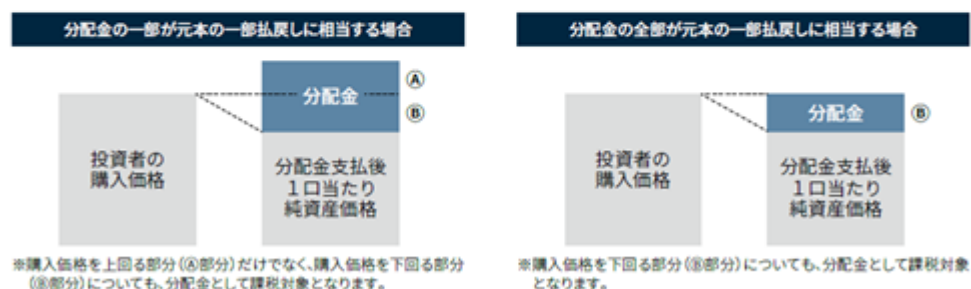 分配金の一部が元本の一部払戻しに相当する場合
Ⓐ
分配金
Ⓑ
投資者の
購入価格
分配金支払後
1口当たり
純資産価格
※購入価格を上回る部分(Ⓐ部分)だけでなく、購入価格を下回る部分
(Ⓑ部分)についても、分配金として課税対象となります。
分配金の全部が元本の一部払戻しに相当する場合
分配金
Ⓑ
投資者の
購入価格
分配金支払後
1口当たり
純資産価格
※購入価格を下回る部分(Ⓑ部分)についても、分配金として課税対象
となります。